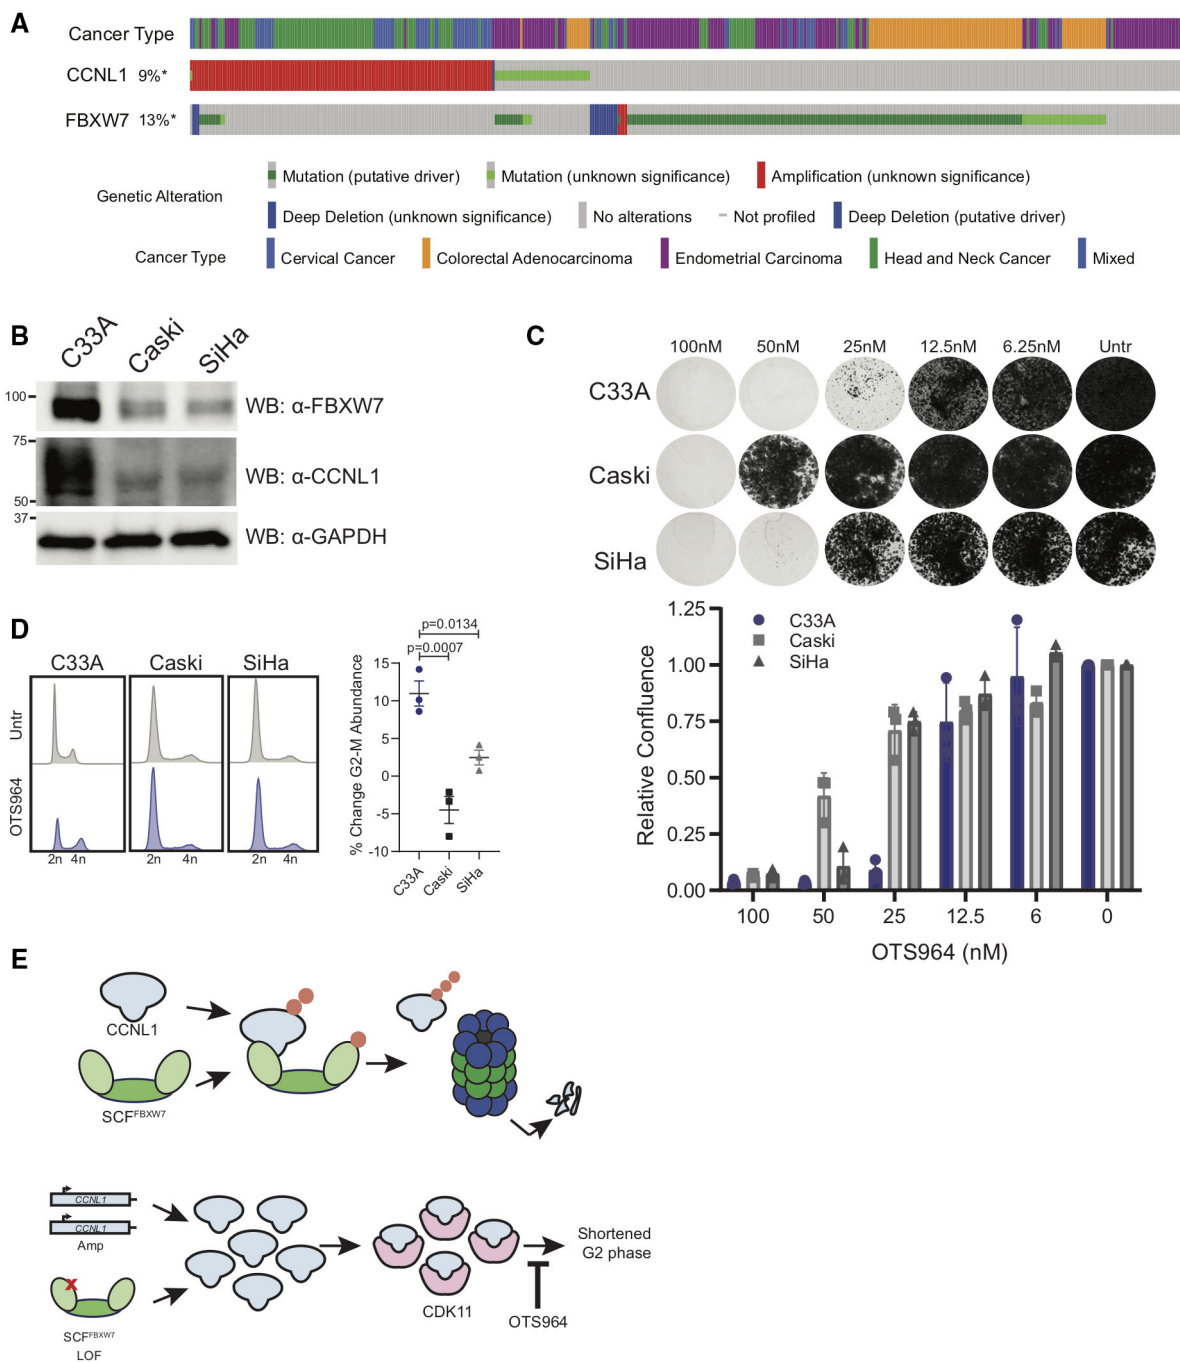 A
Cancer Type
CCNL1 9%*
FBXW7 13%*
Genetic Alteration
Mutation (putative driver)
Mutation (unknown significance)
Amplification (unknown significance)
Deep Deletion (unknown significance)
No alterations
Not profiled
Deep Deletion (putative driver)
Cancer Type
Cervical Cancer
Colorectal Adenocarcinoma
Endometrial Carcinoma
Head and Neck Cancer
Mixed
B
C33A Caski SiHa
100
WB: α-FBXW7
75
WB: α-CCNL1
50
37
WB: α-GAPDH
C
100nM 50nM 25nM 12.5nM 6.25nM Untr
C33A
Caski
SiHa
1.25
1.00
0.75
0.50
0.25
0.00
Relative Confluence
C33A
Caski
SiHa
100 50 25 12.5 6 0
OTS964 (nM)
D
C33A Caski SiHa
Untr
OTS964
2n 4n 2n 4n 2n 4n
p=0.0134
p=0.0007
% Change G2-M Abundance
15
10
5
0
-5
-10
C33A Caski SiHa
E
CCNL1
SCF^FBXW7
CCNL1
CCNL1
Amp
SCF^FBXW7
LOF
CDK11
Shortened
G2 phase
OTS964